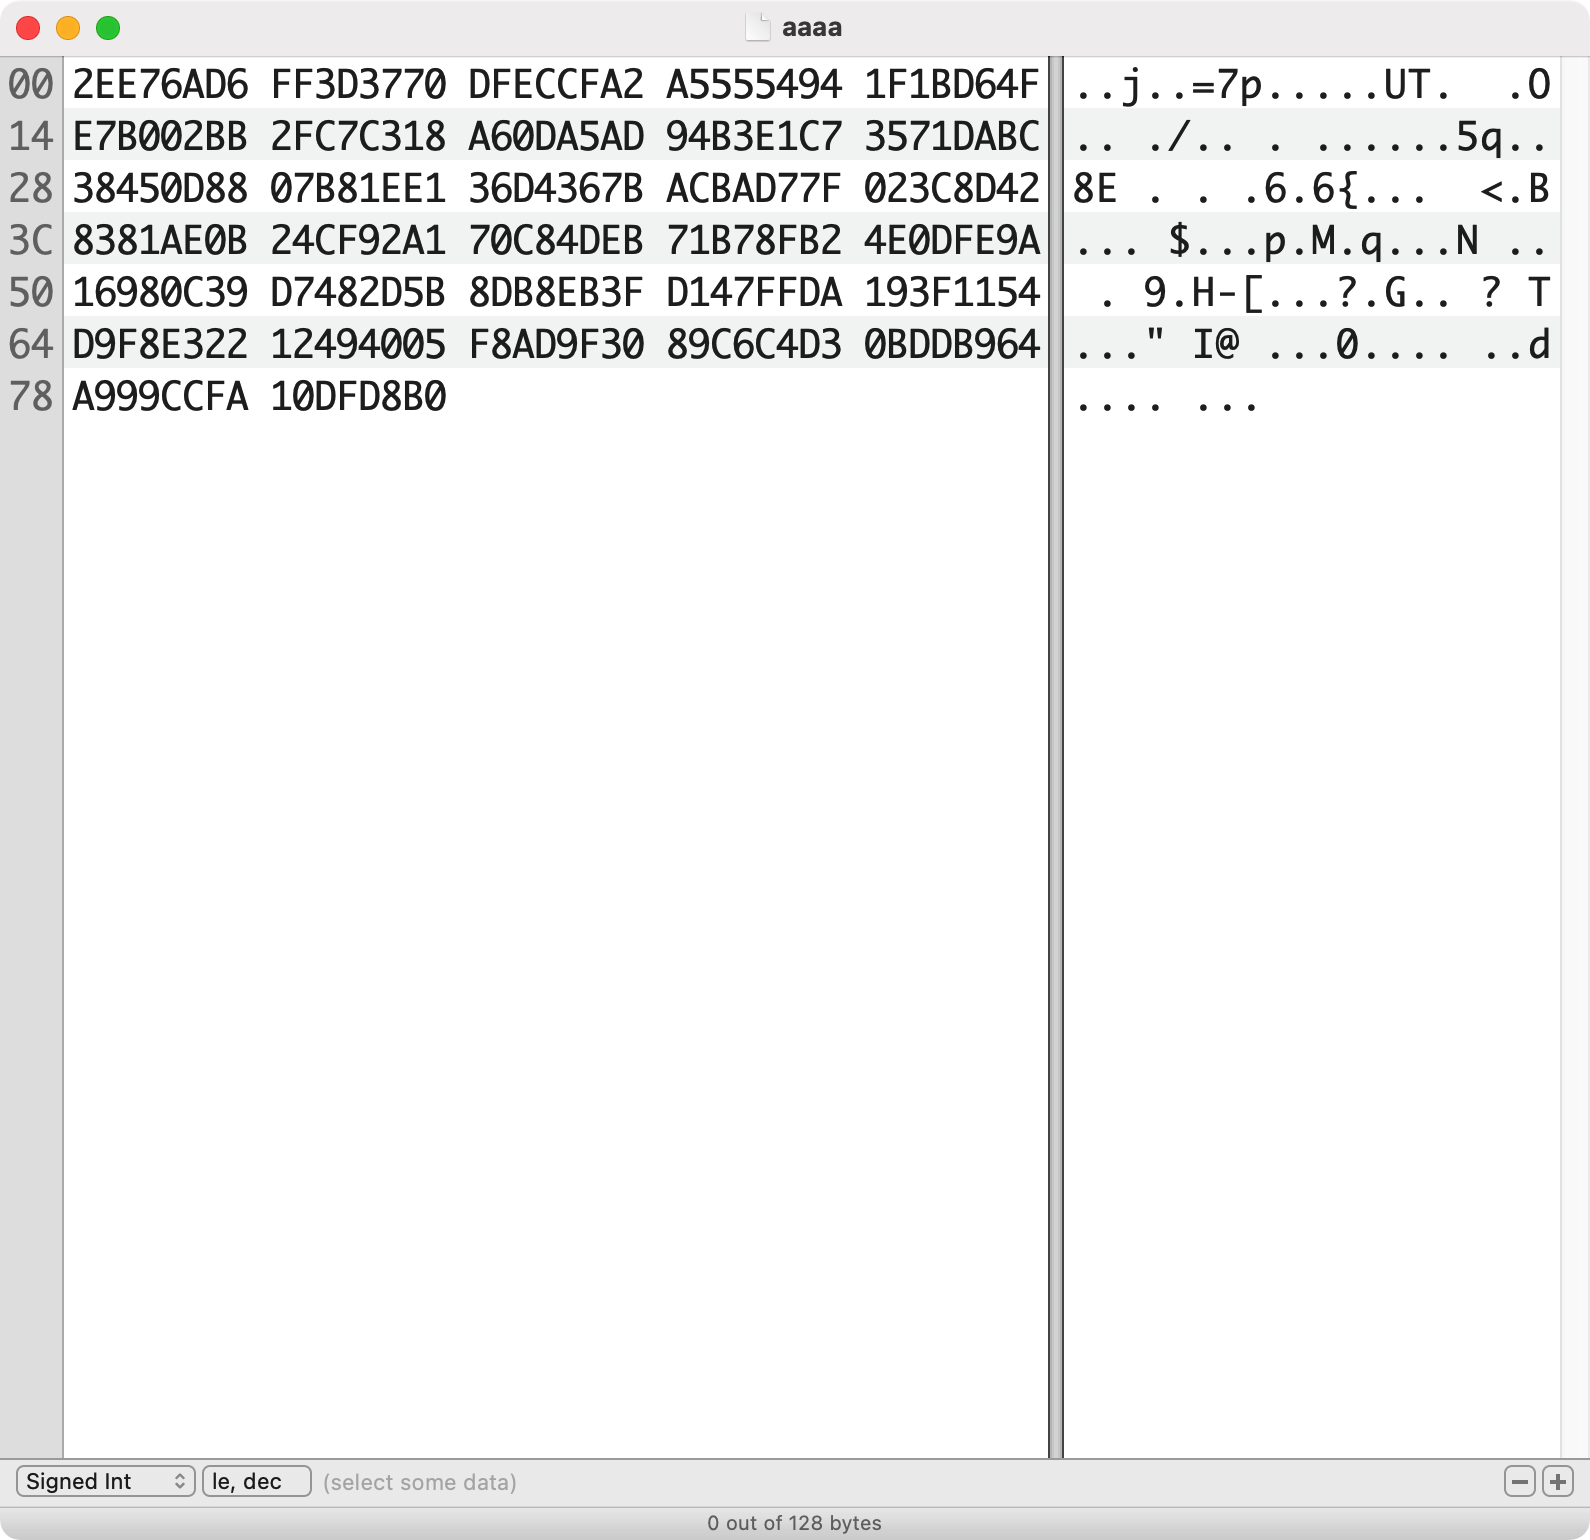 aaaa
00 2EE76AD6 FF3D3770 DFECCFA2 A5555494 1F1BD64F ..j..=7p.....UT.  .O
14 E7B002BB 2FC7C318 A60DA5AD 94B3E1C7 3571DABC .. ./.. . ......5q..
28 38450D88 07B81EE1 36D4367B ACBAD77F 023C8D42 8E . . .6.6{...  <.B
3C 8381AE0B 24CF92A1 70C84DEB 71B78FB2 4E0DFE9A ... $...p.M.q...N ..
50 16980C39 D7482D5B 8DB8EB3F D147FFDA 193F1154  . 9.H-[...?.G.. ? T
64 D9F8E322 12494005 F8AD9F30 89C6C4D3 0BDDB964 ..." I@ ...0.... ..d
78 A999CCFA 10DFD8B0 .... ...
Signed Int le, dec (select some data)
0 out of 128 bytes